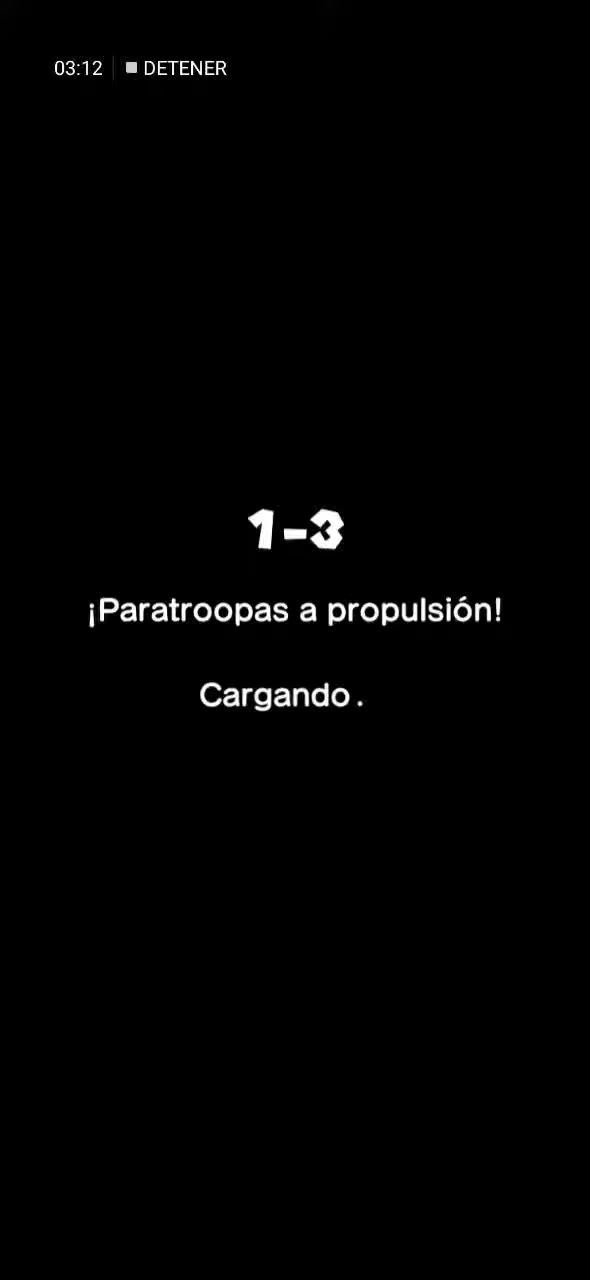 03:12 DETENER
1-3
¡Paratroopas a propulsión!
Cargando .